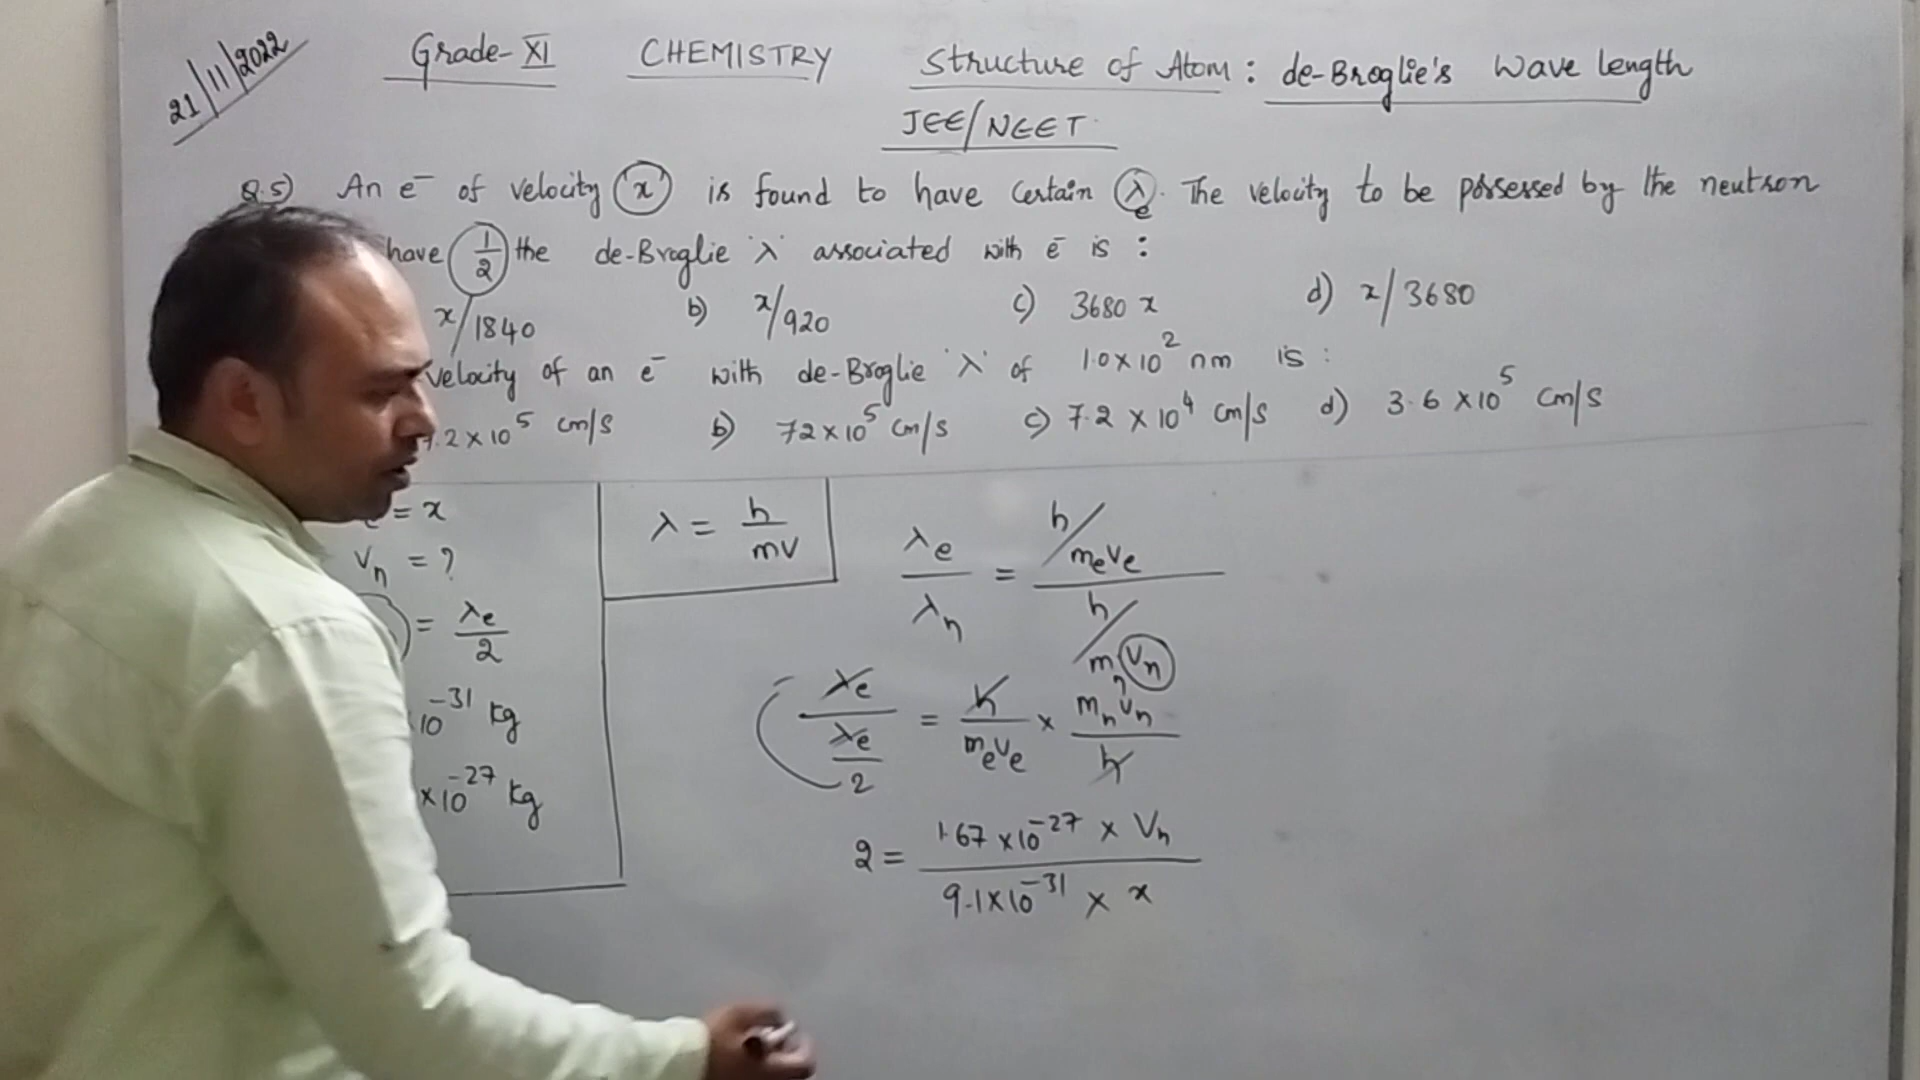 21/11/2022
Grade-XI CHEMISTRY Structure of Atom: de-Broglie's Wave length
JEE/NEET
Q.5) An e⁻ of velocity 'x' is found to have certain λe. The velocity to be possessed by the neutron
have 1/2 the de-Broglie 'λ' associated with e⁻ is :
x/1840 b) x/920 c) 3680 x d) x/3680
velocity of an e⁻ with de-Broglie 'λ' of 1.0×10² nm is :
7.2×10⁵ cm/s b) 72×10⁵ cm/s c) 7.2×10⁴ cm/s d) 3.6×10⁵ cm/s
= x
Vn = ?
= λe/2
10⁻³¹ kg
×10⁻²⁷ kg
λ = h/mv
λe/λn = (h/meve)/(h/mnvn)
λe/(λe/2) = h/meve × mnvn/h
2 = (1.67×10⁻²⁷ × Vn)/(9.1×10⁻³¹ × x)